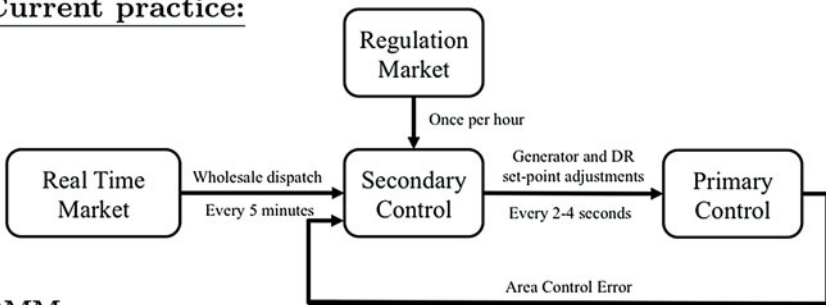 Current practice:
Regulation
Market
Once per hour
Real Time
Market
Wholesale dispatch
Every 5 minutes
Secondary
Control
Generator and DR
set-point adjustments
Every 2-4 seconds
Primary
Control
Area Control Error